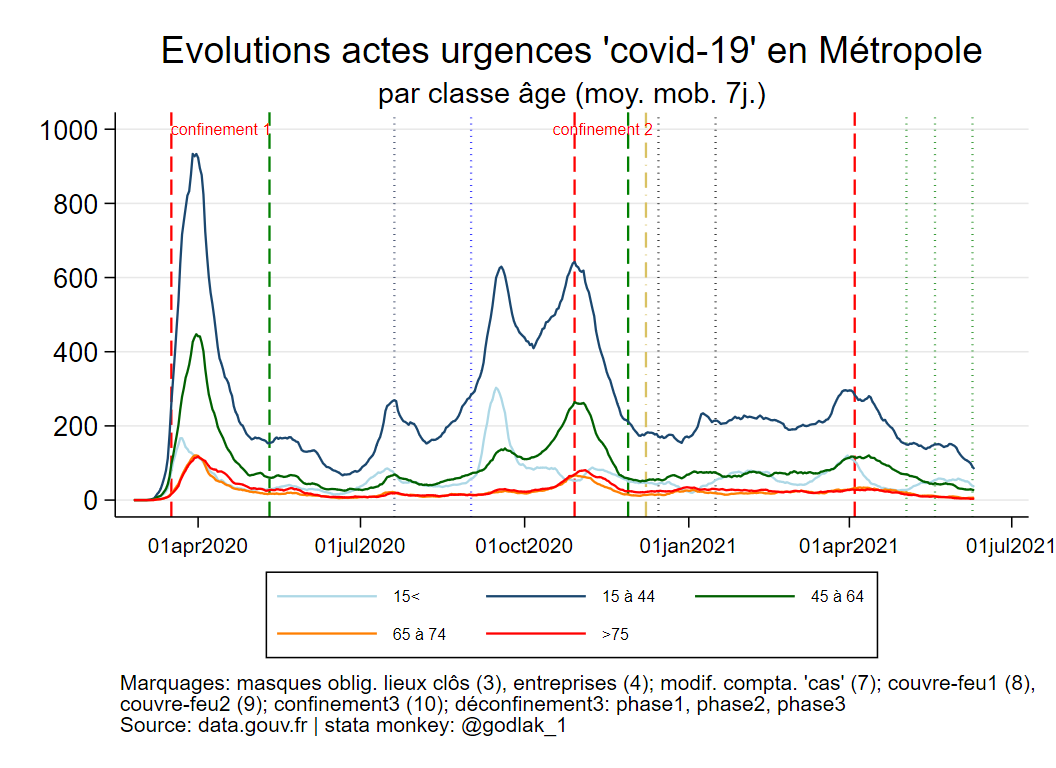 Evolutions actes urgences 'covid-19' en Métropole
par classe âge (moy. mob. 7j.)
confinement 1
confinement 2
1000
800
600
400
200
0
01apr2020
01jul2020
01oct2020
01jan2021
01apr2021
01jul2021
15<
15 à 44
45 à 64
65 à 74
>75
Marquages: masques oblig. lieux clôs (3), entreprises (4); modif. compta. 'cas' (7); couvre-feu1 (8),
couvre-feu2 (9); confinement3 (10); déconfinement3: phase1, phase2, phase3
Source: data.gouv.fr | stata monkey: @godlak_1